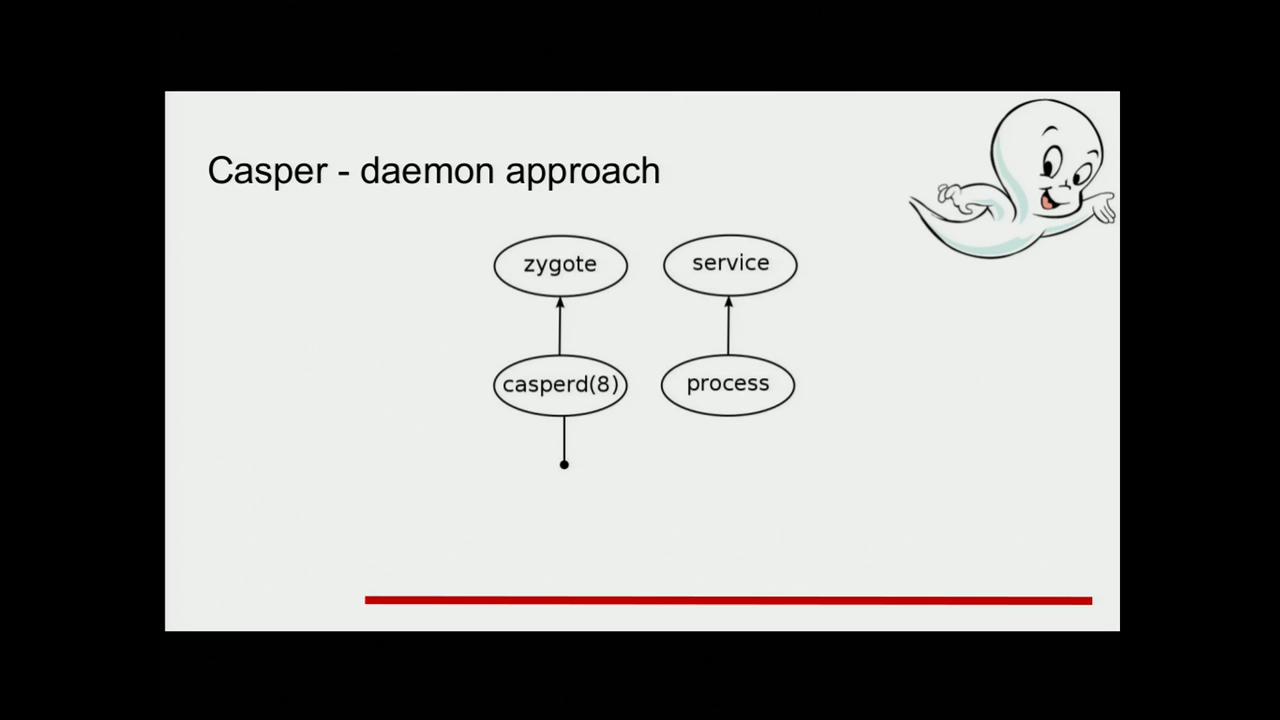 Casper - daemon approach
zygote
service
casperd(8)
process